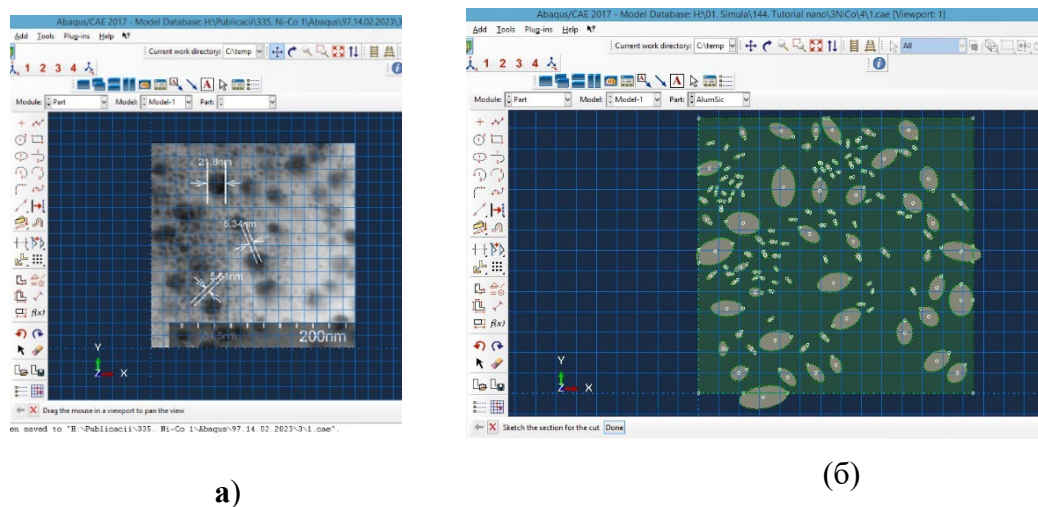 Abaqus/CAE 2017 - Model Database: H:\Publicacii\335. Ni-Co 1\Abaqus\97.14.02.2023\3
Add Tools Plug-ins Help
Current work directory: C:\temp
1 2 3 4
Module: Part Model: Model-1 Part:
21.8nm
5.34nm
5.61nm
200nm
f(x)
Y
Z X
Drag the mouse in a viewport to pan the view
en saved to "H:\Publicacii\335. Ni-Co 1\Abaqus\97.14.02.2023\3\1.cae".
а)
Abaqus/CAE 2017 - Model Database: H:\01. Simula\144. Tutorial nano\3NiCo\4\1.cae [Viewport: 1]
Add Tools Plug-ins Help
Current work directory: C:\temp All
1 2 3 4
Module: Part Model: Model-1 Part: AlumSic
f(x)
Y
Z X
Sketch the section for the cut Done
(б)